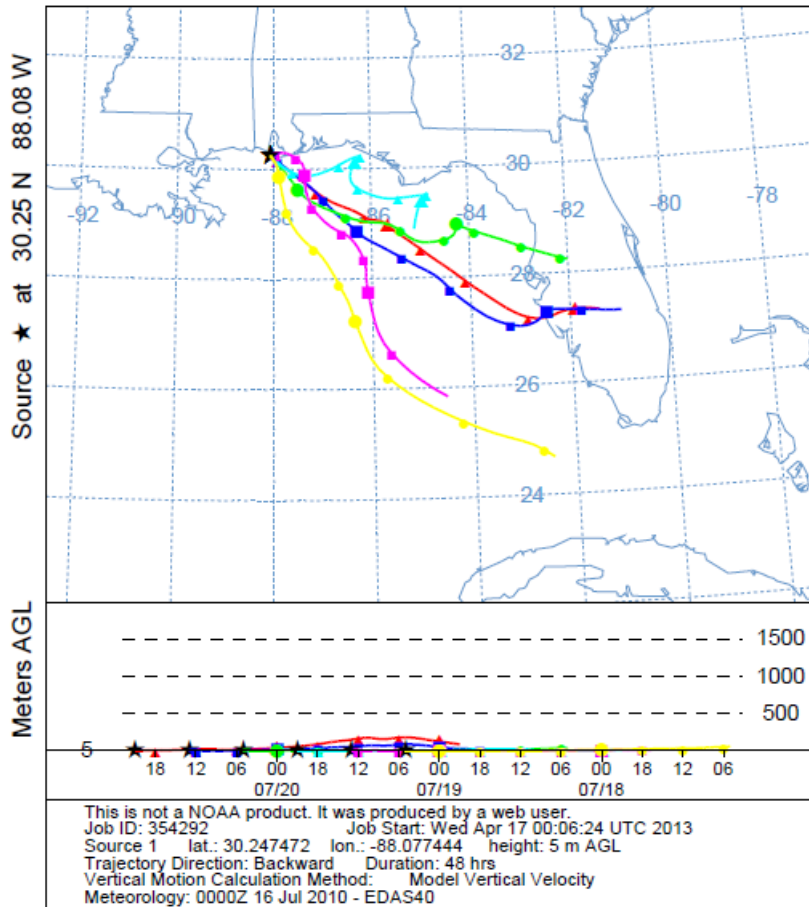 Source ★ at 30.25 N 88.08 W
32
30
-92
-90
-88
-86
-84
-82
-80
-78
28
26
24
Meters AGL
1500
1000
500
5
18 12 06 00 18 12 06 00 18 12 06 00 18 12 06
07/20 07/19 07/18
This is not a NOAA product. It was produced by a web user.
Job ID: 354292 Job Start: Wed Apr 17 00:06:24 UTC 2013
Source 1 lat.: 30.247472 lon.: -88.077444 height: 5 m AGL
Trajectory Direction: Backward Duration: 48 hrs
Vertical Motion Calculation Method: Model Vertical Velocity
Meteorology: 0000Z 16 Jul 2010 - EDAS40